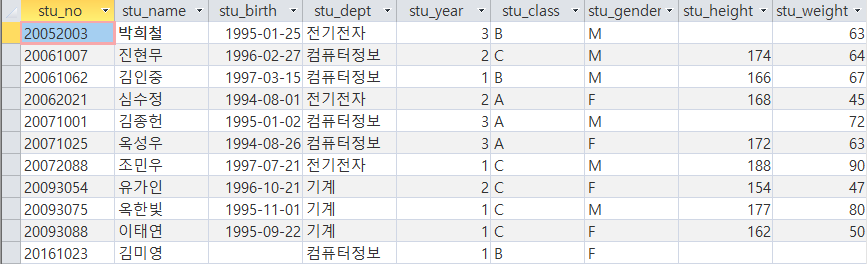 stu_no stu_name stu_birth stu_dept stu_year stu_class stu_gender stu_height stu_weight
20052003 박희철 1995-01-25 전기전자 3 B M 63
20061007 진현무 1996-02-27 컴퓨터정보 2 C M 174 64
20061062 김인중 1997-03-15 컴퓨터정보 1 B M 166 67
20062021 심수정 1994-08-01 전기전자 2 A F 168 45
20071001 김종헌 1995-01-02 컴퓨터정보 3 A M 72
20071025 옥성우 1994-08-26 컴퓨터정보 3 A F 172 63
20072088 조민우 1997-07-21 전기전자 1 C M 188 90
20093054 유가인 1996-10-21 기계 2 C F 154 47
20093075 옥한빛 1995-11-01 기계 1 C M 177 80
20093088 이태연 1995-09-22 기계 1 C F 162 50
20161023 김미영 컴퓨터정보 1 B F